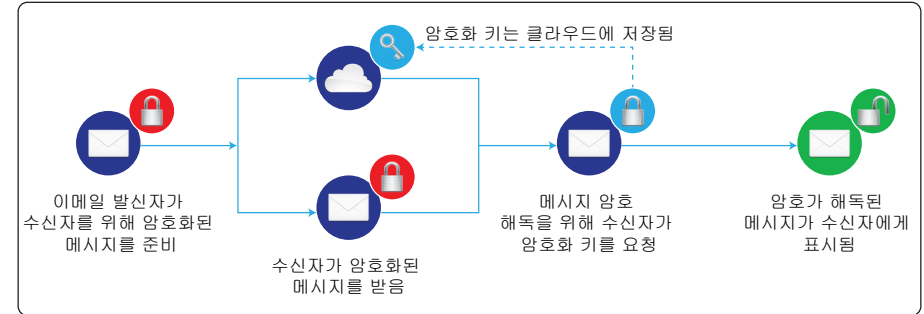 암호화 키는 클라우드에 저장됨
이메일 발신자가
수신자를 위해 암호화된
메시지를 준비
수신자가 암호화된
메시지를 받음
메시지 암호
해독을 위해 수신자가
암호화 키를 요청
암호가 해독된
메시지가 수신자에게
표시됨